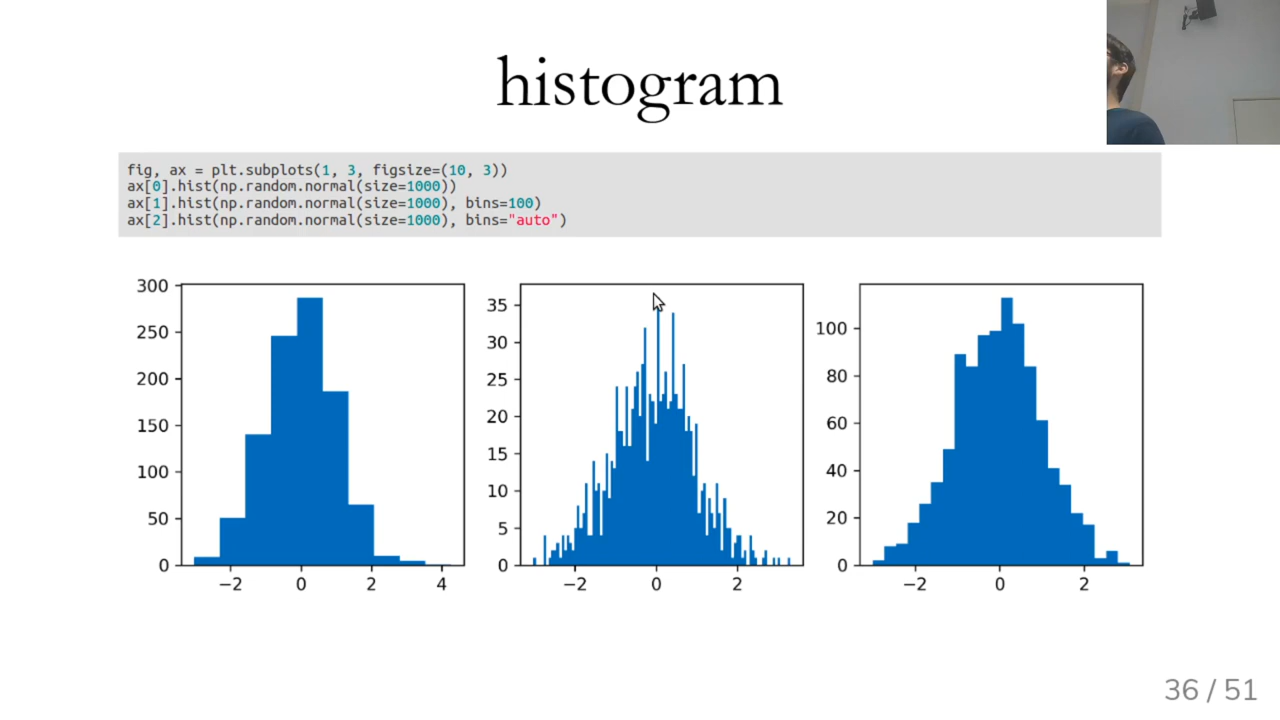 histogram
fig, ax = plt.subplots(1, 3, figsize=(10, 3))
ax[0].hist(np.random.normal(size=1000))
ax[1].hist(np.random.normal(size=1000), bins=100)
ax[2].hist(np.random.normal(size=1000), bins="auto")
300
250
200
150
100
50
0
−2 0 2 4
35
30
25
20
15
10
5
0
−2 0 2
100
80
60
40
20
0
−2 0 2
36 / 51